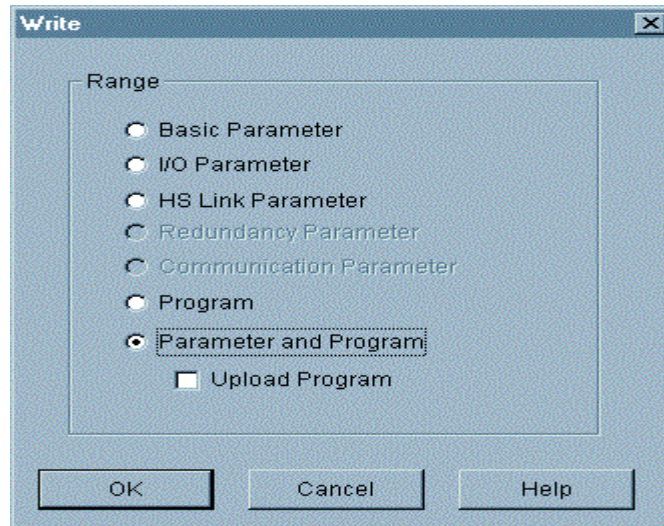 Write
Range
Basic Parameter
I/O Parameter
HS Link Parameter
Redundancy Parameter
Communication Parameter
Program
Parameter and Program
Upload Program
OK Cancel Help